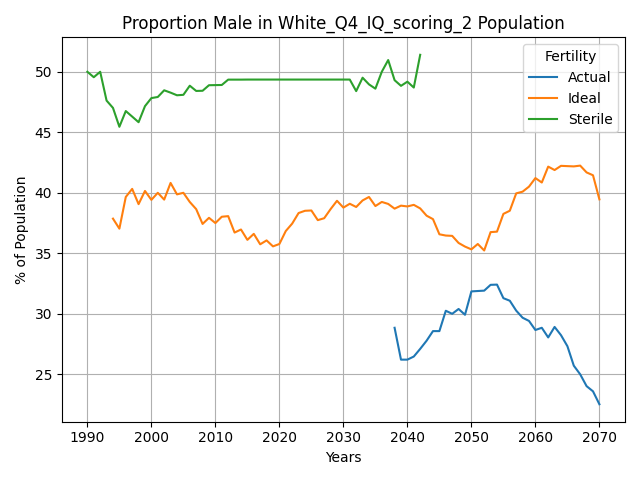 Proportion Male in White_Q4_IQ_scoring_2 Population
Fertility
Actual
Ideal
Sterile
% of Population
50
45
40
35
30
25
1990 2000 2010 2020 2030 2040 2050 2060 2070
Years